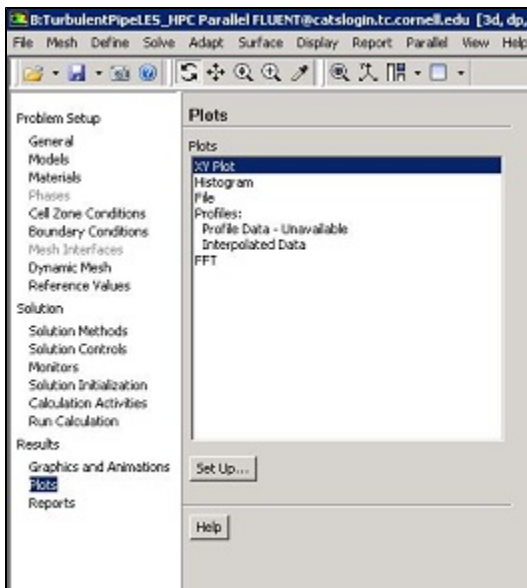 B:TurbulentPipeLES_HPC Parallel FLUENT@catslogin.tc.cornell.edu [3d, dp,
File Mesh Define Solve Adapt Surface Display Report Parallel View Help
Problem Setup
General
Models
Materials
Phases
Cell Zone Conditions
Boundary Conditions
Mesh Interfaces
Dynamic Mesh
Reference Values
Solution
Solution Methods
Solution Controls
Monitors
Solution Initialization
Calculation Activities
Run Calculation
Results
Graphics and Animations
Plots
Reports
Plots
Plots
XY Plot
Histogram
File
Profiles:
Profile Data - Unavailable
Interpolated Data
FFT
Set Up...
Help